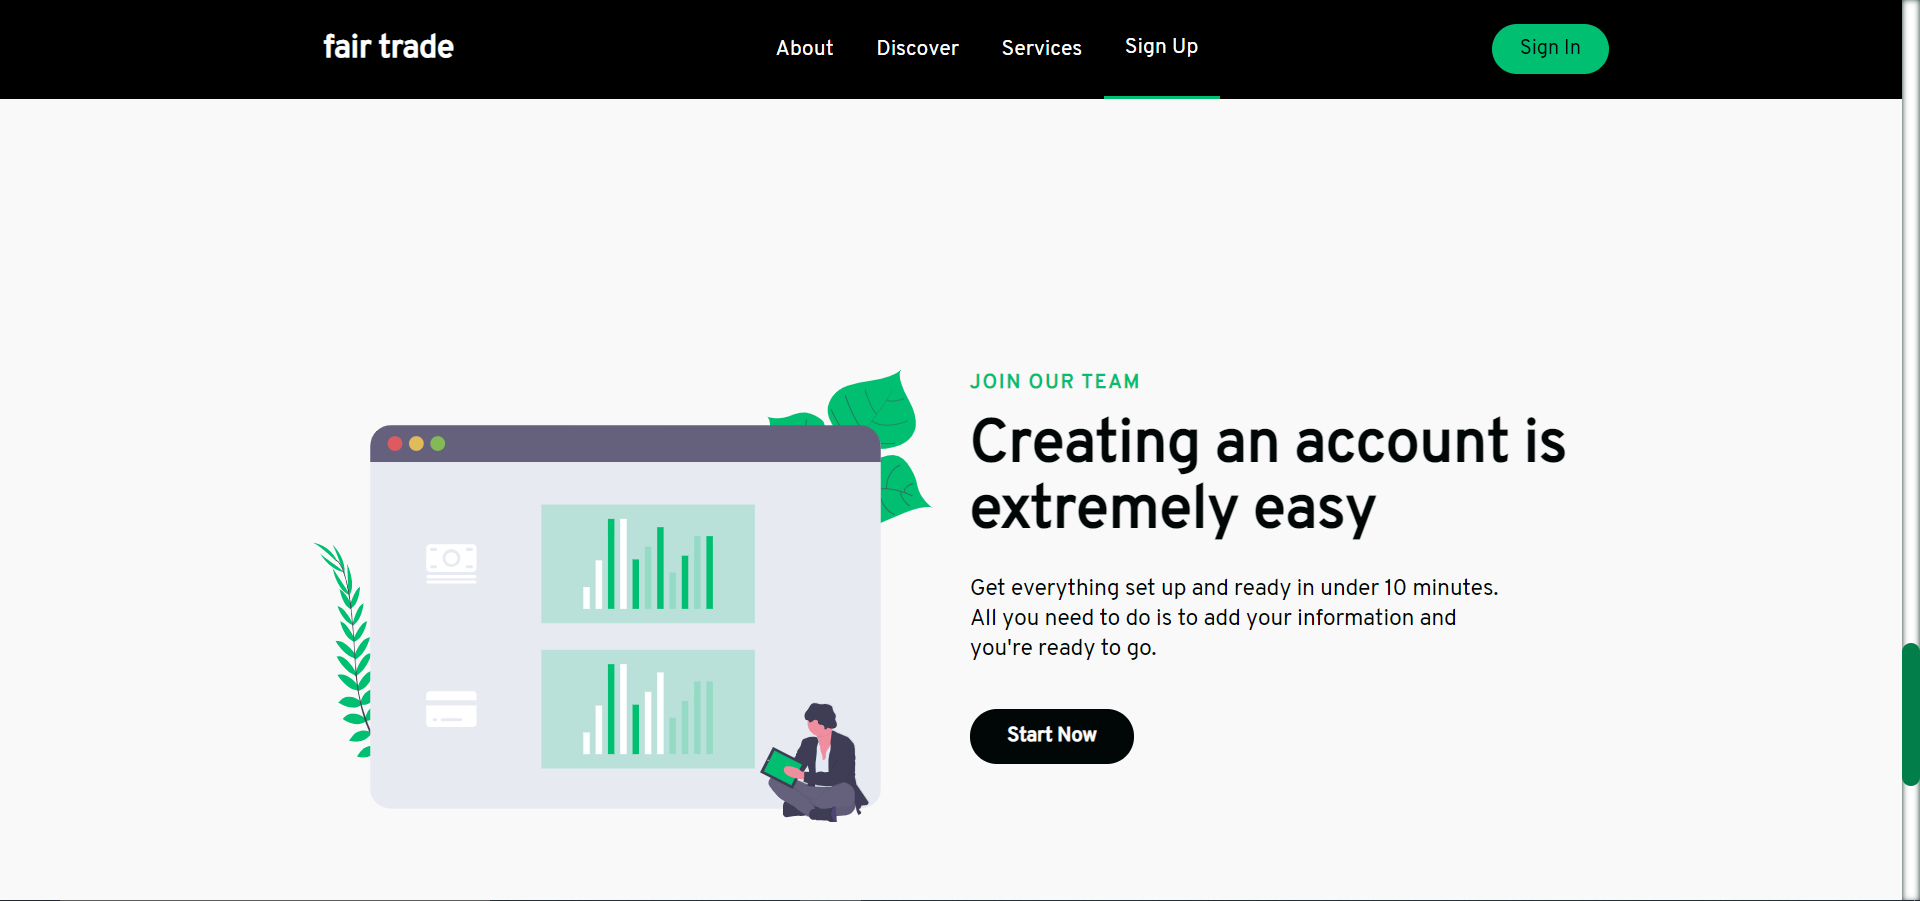 fair trade
About
Discover
Services
Sign Up
Sign In
JOIN OUR TEAM
Creating an account is
extremely easy
Get everything set up and ready in under 10 minutes.
All you need to do is to add your information and
you're ready to go.
Start Now